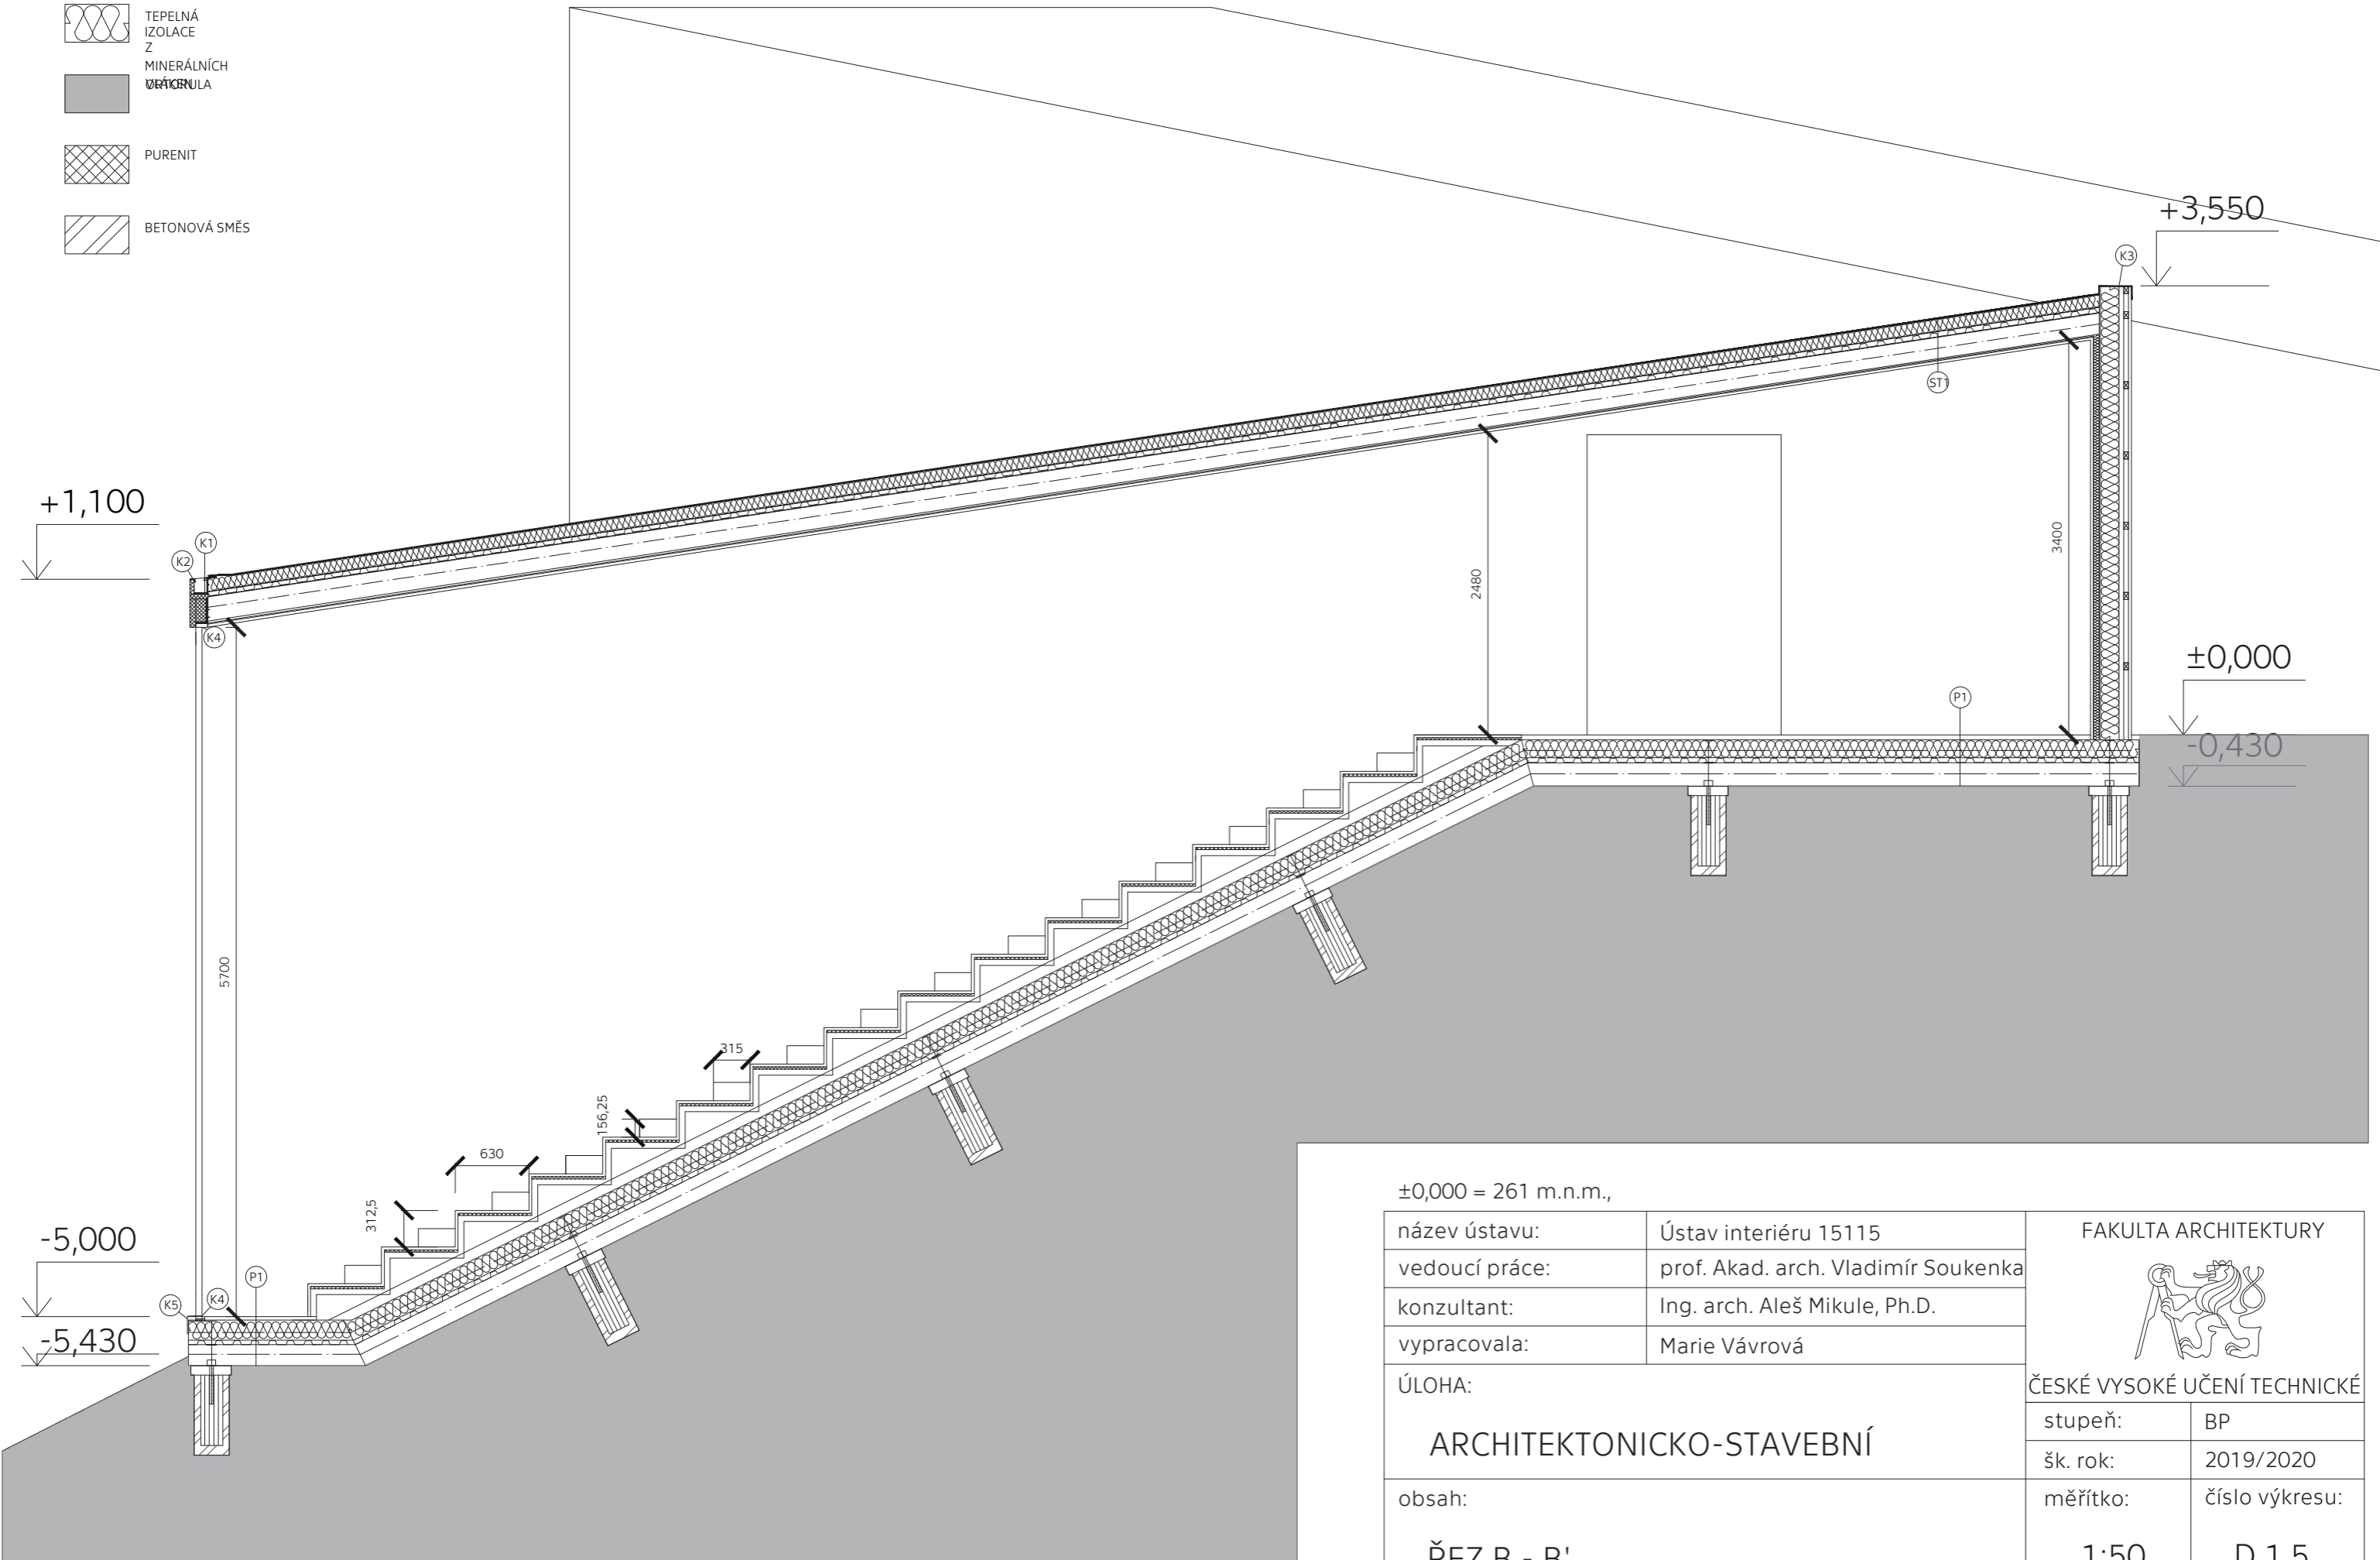 TEPELNÁ
IZOLACE
Z
MINERÁLNÍCH
PURENIT
BETONOVÁ SMĚS
+3,550
K3
ST1
+1,100
K1
K2
K4
3400
2480
±0,000
-0,430
P1
5700
315
156,25
630
312,5
-5,000
P1
K4
K5
-5,430
±0,000 = 261 m.n.m.,
název ústavu: Ústav interiéru 15115
vedoucí práce: prof. Akad. arch. Vladimír Soukenka
konzultant: Ing. arch. Aleš Mikule, Ph.D.
vypracovala: Marie Vávrová
FAKULTA ARCHITEKTURY
ČESKÉ VYSOKÉ UČENÍ TECHNICKÉ
ÚLOHA:
ARCHITEKTONICKO-STAVEBNÍ
stupeň: BP
šk. rok: 2019/2020
obsah:
měřítko: číslo výkresu:
ŘEZ B - B'
1:50 D.1.5